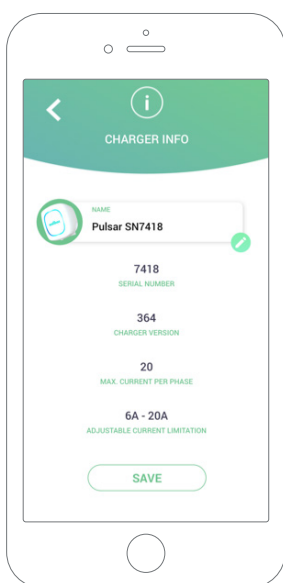 i
CHARGER INFO
NAME
Pulsar SN7418
7418
SERIAL NUMBER
364
CHARGER VERSION
20
MAX. CURRENT PER PHASE
6A - 20A
ADJUSTABLE CURRENT LIMITATION
SAVE